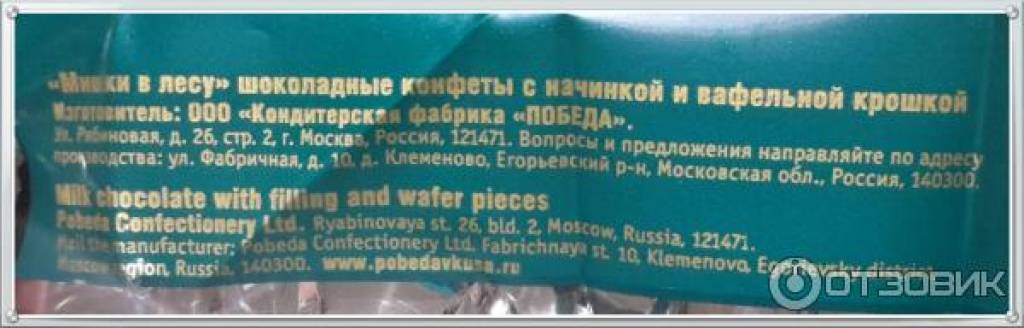 «Мишки в лесу» шоколадные конфеты с начинкой и вафельной крошкой
Изготовитель: ООО «Кондитерская фабрика «ПОБЕДА».
Ул. Рябиновая, д. 26, стр. 2, г. Москва, Россия, 121471. Вопросы и предложения направляйте по адресу
производства: ул. Фабричная, д. 10, д. Клеменово, Егорьевский р-н, Московская обл., Россия, 140300.
Milk chocolate with filling and wafer pieces
Pobeda Confectionery Ltd. Ryabinovaya st. 26, bld. 2, Moscow, Russia, 121471.
Mail the manufacturer: Pobeda Confectionery Ltd. Fabrichnaya st. 10, Klemenovo, Egorievsky district,
Moscow region, Russia, 140300. www.pobedavkusa.ru
ОТЗОВИК